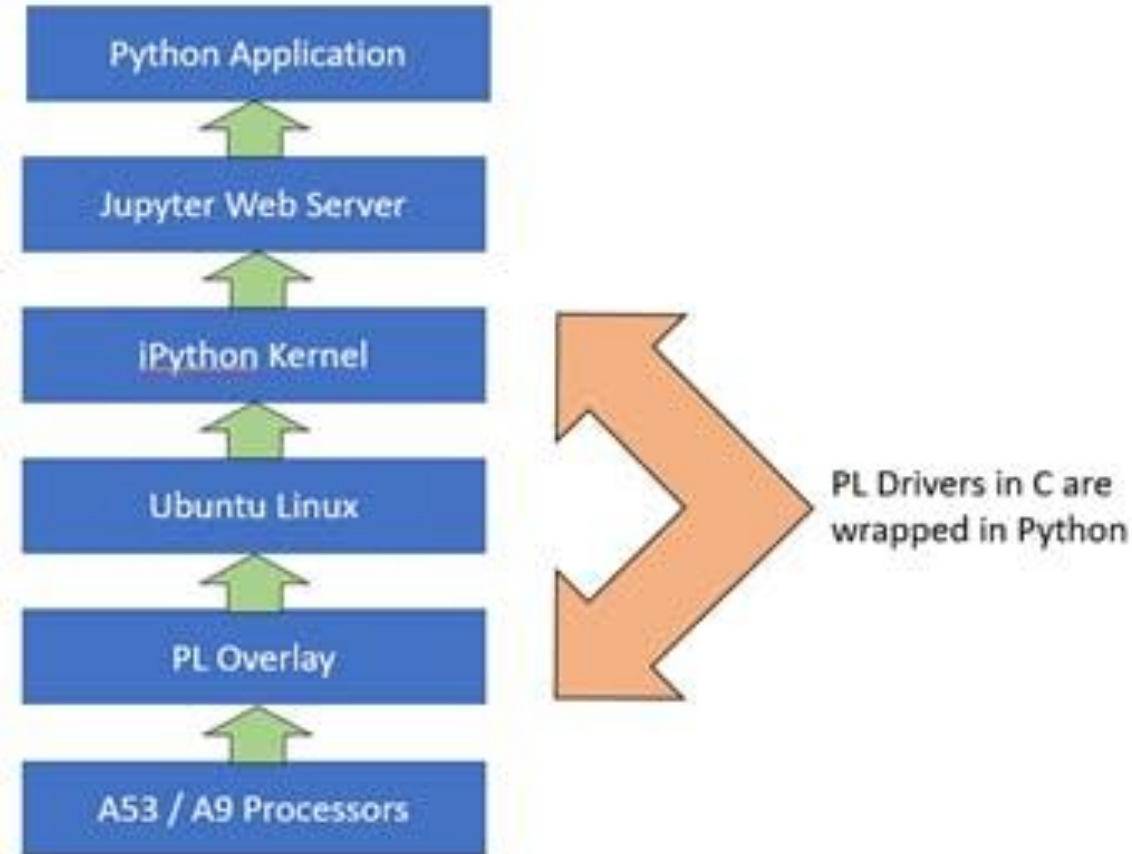 Python Application
Jupyter Web Server
iPython Kernel
Ubuntu Linux
PL Drivers in C are
wrapped in Python
PL Overlay
A53 / A9 Processors